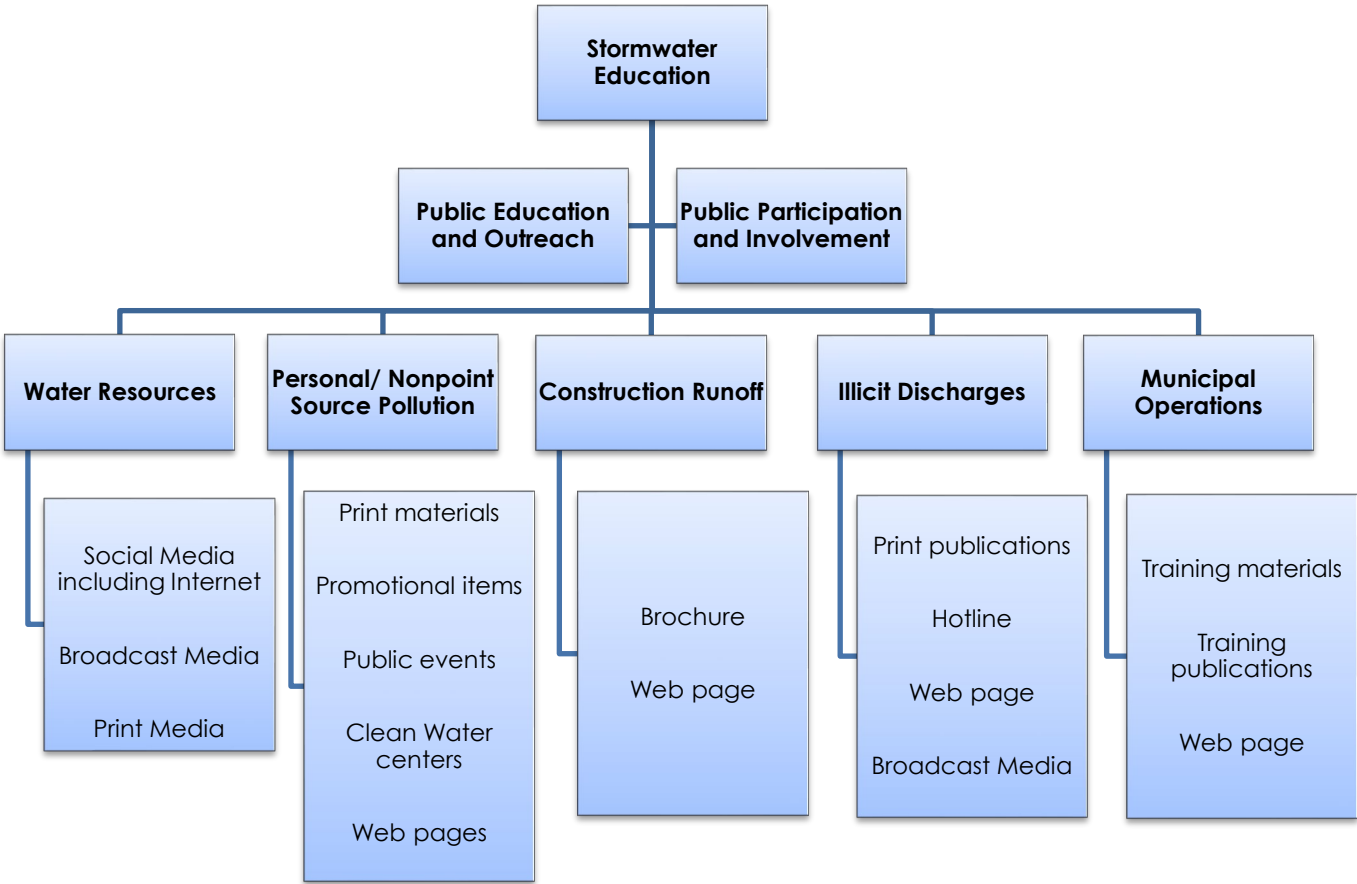 Stormwater
Education
Public Education
and Outreach
Public Participation
and Involvement
Water Resources
Personal/ Nonpoint
Source Pollution
Construction Runoff
Illicit Discharges
Municipal
Operations
Social Media
including Internet
Broadcast Media
Print Media
Print materials
Promotional items
Public events
Clean Water
centers
Web pages
Brochure
Web page
Print publications
Hotline
Web page
Broadcast Media
Training materials
Training
publications
Web page